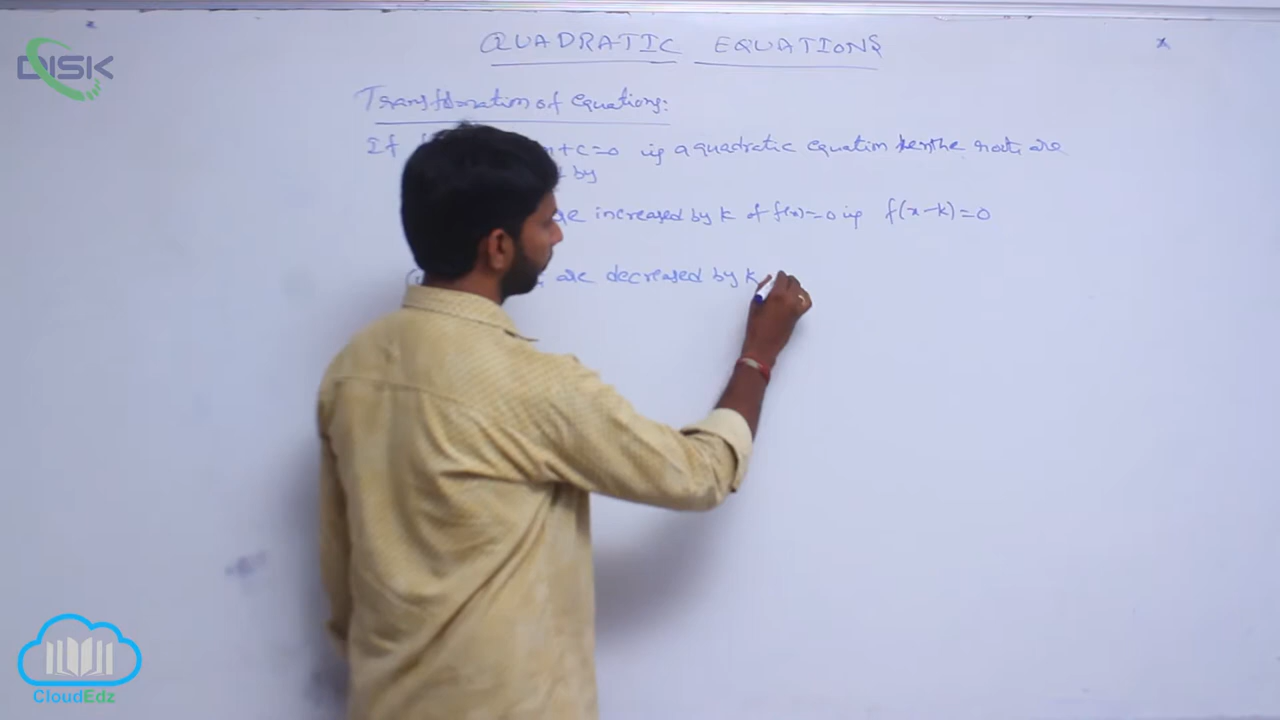 DISK
QUADRATIC EQUATIONS
Transformation of equations:
If +c=0 is a quadratic equation the roots are
by
are increased by k of f(x)=0 is f(x-k)=0
are decreased by k
CloudEdz